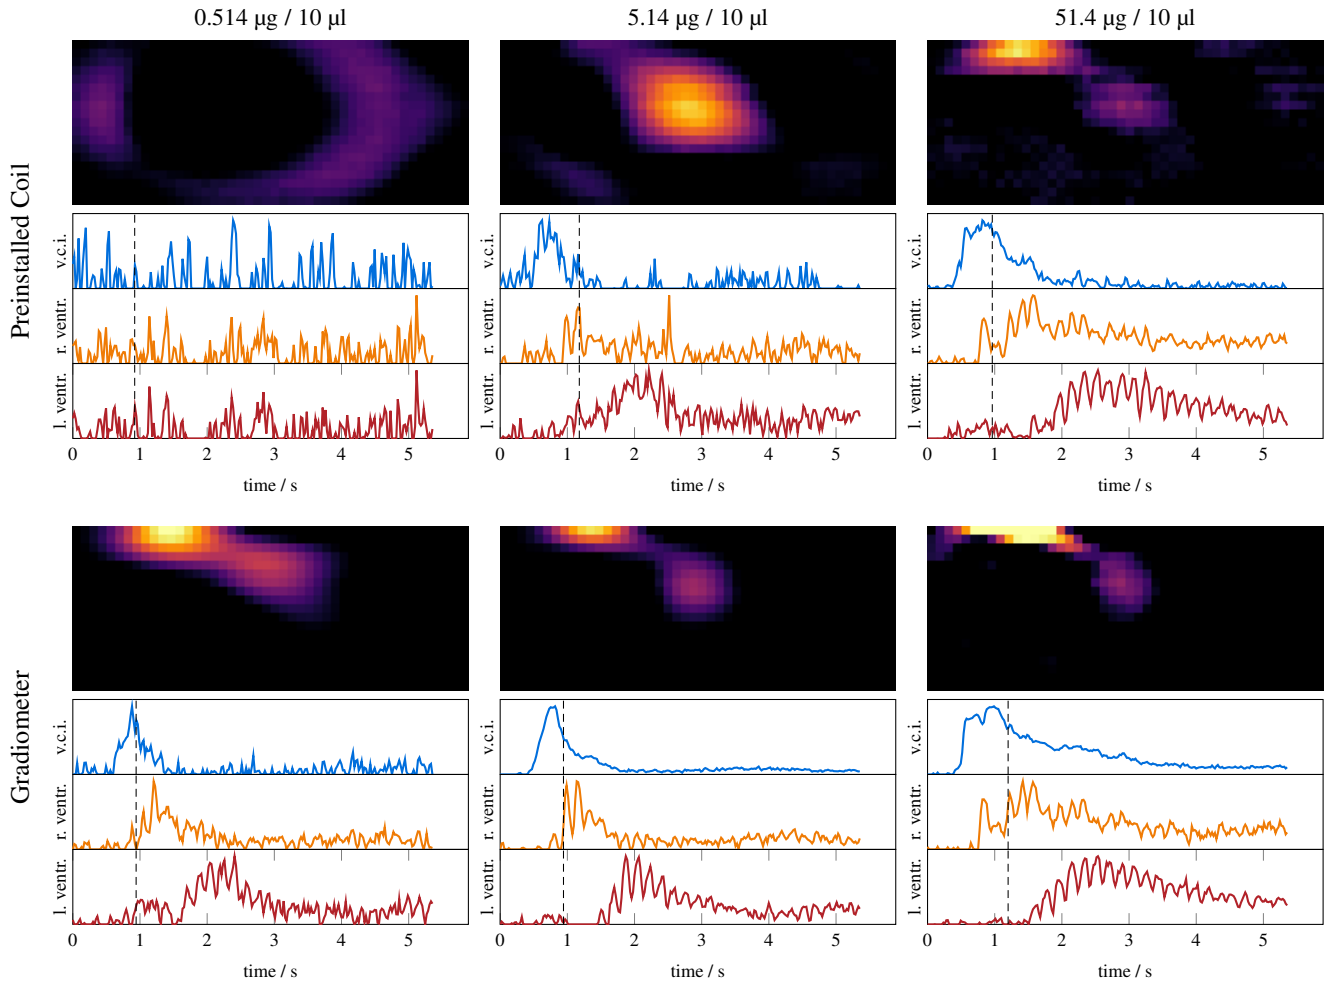 0.514 µg / 10 µl 5.14 µg / 10 µl 51.4 µg / 10 µl
Preinstalled Coil
v.c.i. v.c.i. v.c.i.
r. ventr. r. ventr. r. ventr.
l. ventr. l. ventr. l. ventr.
0 1 2 3 4 5 0 1 2 3 4 5 0 1 2 3 4 5
time / s time / s time / s
Gradiometer
v.c.i. v.c.i. v.c.i.
r. ventr. r. ventr. r. ventr.
l. ventr. l. ventr. l. ventr.
0 1 2 3 4 5 0 1 2 3 4 5 0 1 2 3 4 5
time / s time / s time / s